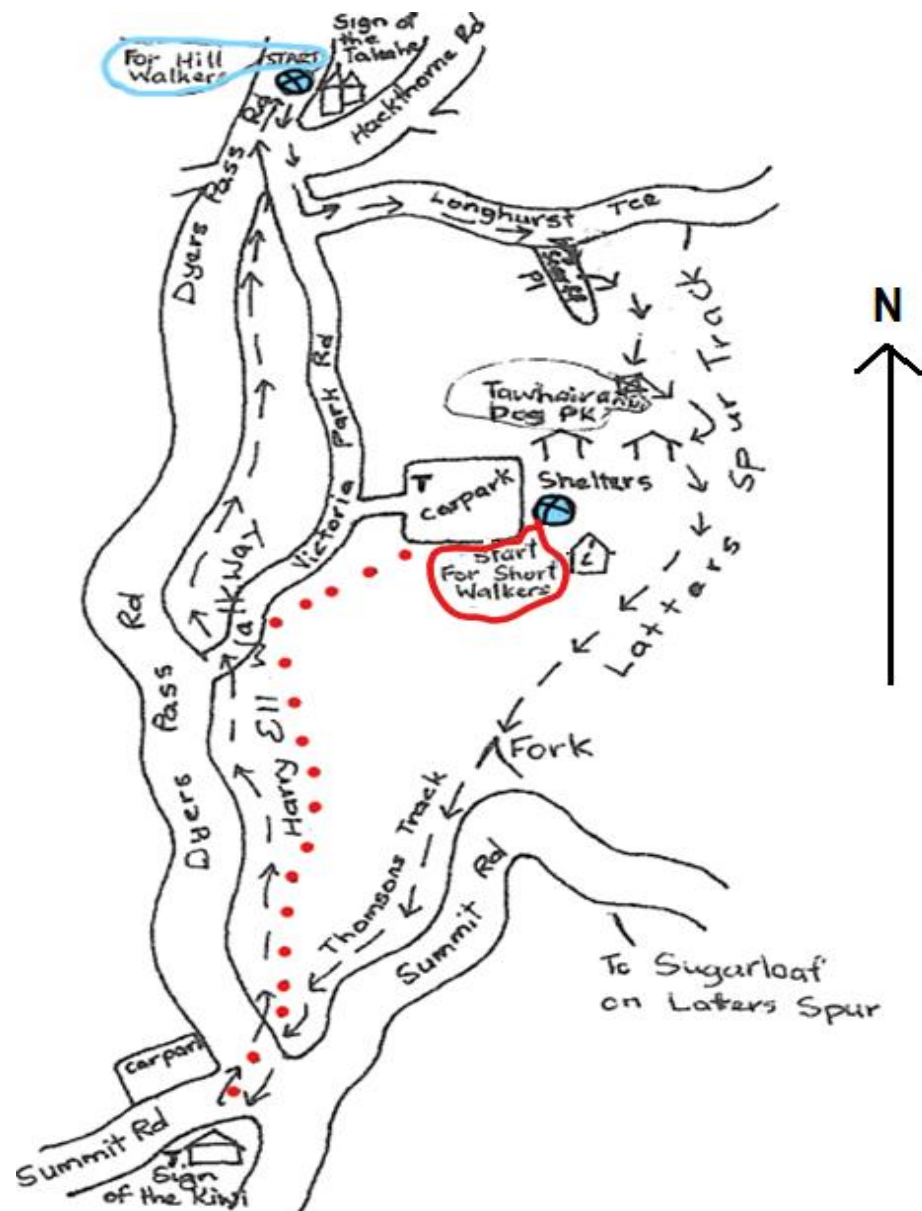 Sign of
the
Takahe
For Hill
Walkers
START
Hackthorne Rd
Dyers Pass Rd
Longhurst Tce
Pl
N
Victoria Park Rd
Tawhaira
Dog PK
Latters Spur Track
T
carpark
Shelters
Start
For Short
Walkers
i
Harry Ell Walkway
Dyers Pass Rd
Fork
Thomsons Track
Summit Rd
To Sugarloaf
on Latters Spur
carpark
Summit Rd
T
Sign
of the Kiwi